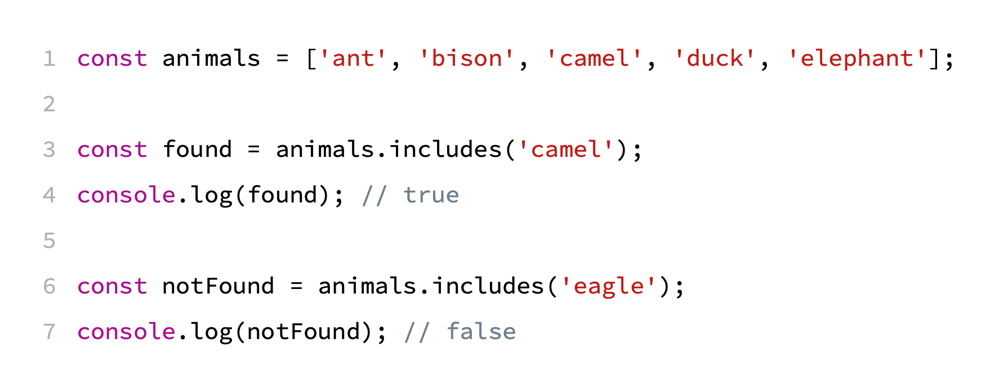 1 const animals = ['ant', 'bison', 'camel', 'duck', 'elephant'];
2
3 const found = animals.includes('camel');
4 console.log(found); // true
5
6 const notFound = animals.includes('eagle');
7 console.log(notFound); // false